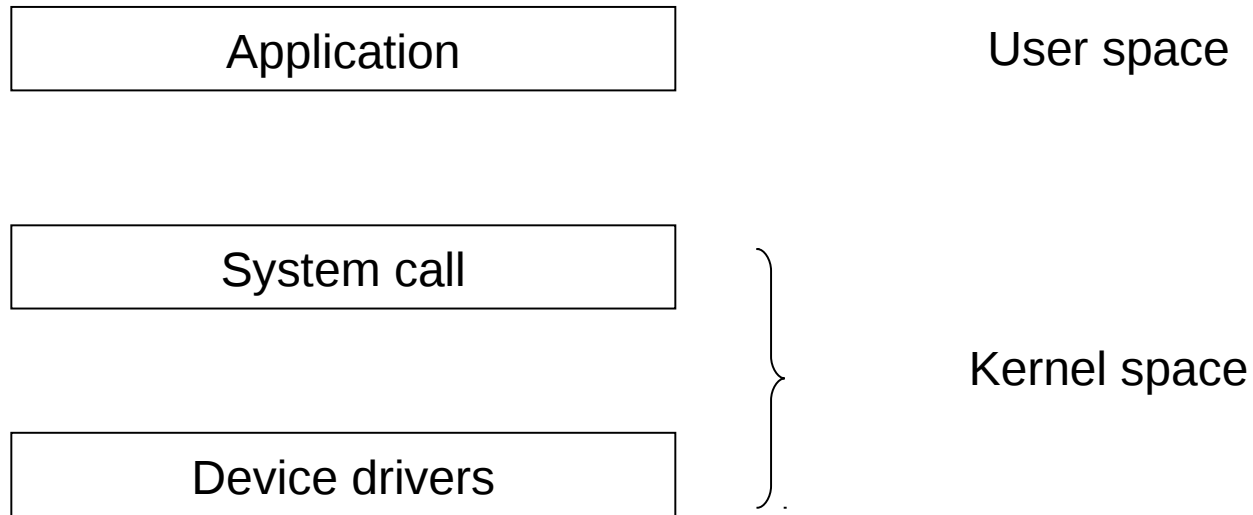 Application
User space
System call
Kernel space
Device drivers